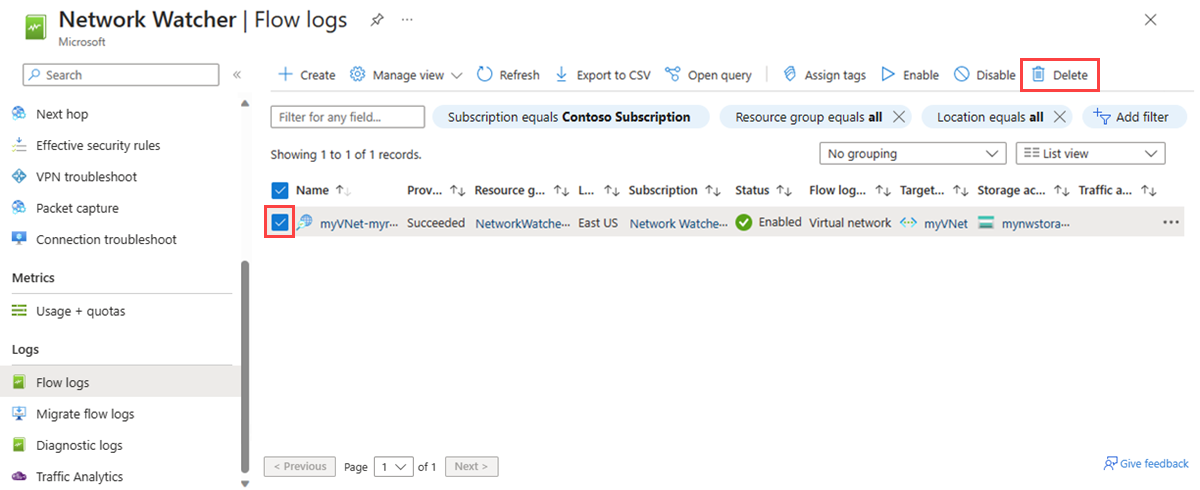 Network Watcher | Flow logs
Microsoft
Search
Create Manage view Refresh Export to CSV Open query Assign tags Enable Disable Delete
Next hop
Effective security rules
VPN troubleshoot
Packet capture
Connection troubleshoot
Metrics
Usage + quotas
Logs
Flow logs
Migrate flow logs
Diagnostic logs
Traffic Analytics
Filter for any field... Subscription equals Contoso Subscription Resource group equals all Location equals all Add filter
Showing 1 to 1 of 1 records. No grouping List view
Name Prov... Resource g... L... Subscription Status Flow log... Target... Storage ac... Traffic a...
myVNet-myr... Succeeded NetworkWatche... East US Network Watche... Enabled Virtual network myVNet mynwstora...
< Previous Page 1 of 1 Next >
Give feedback